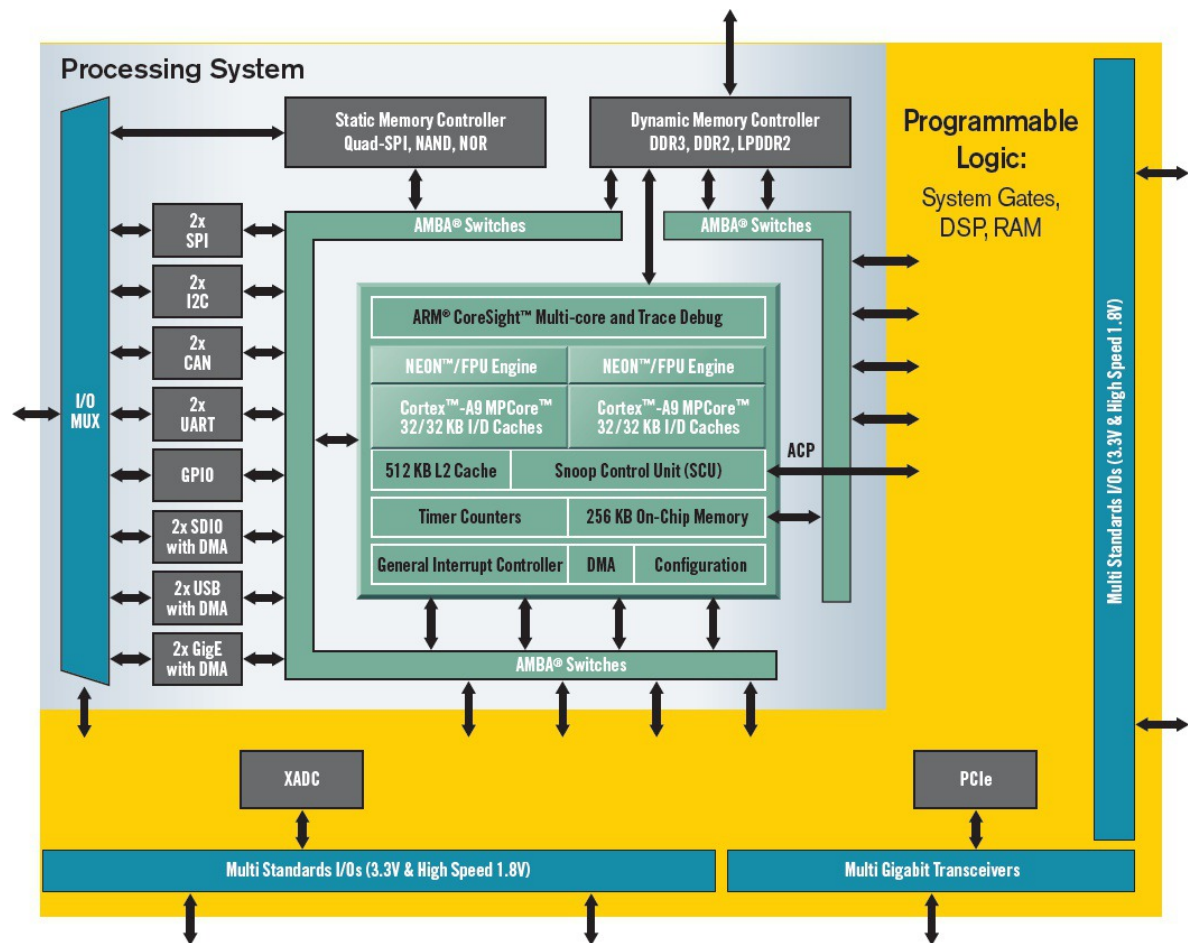 Processing System
Static Memory Controller
Quad-SPI, NAND, NOR
Dynamic Memory Controller
DDR3, DDR2, LPDDR2
Programmable
Logic:
System Gates,
DSP, RAM
AMBA® Switches
AMBA® Switches
2x
SPI
2x
I2C
2x
CAN
2x
UART
GPIO
2x SDIO
with DMA
2x USB
with DMA
2x GigE
with DMA
I/O
MUX
ARM® CoreSight™ Multi-core and Trace Debug
NEON™/FPU Engine
NEON™/FPU Engine
Cortex™-A9 MPCore™
32/32 KB I/D Caches
Cortex™-A9 MPCore™
32/32 KB I/D Caches
512 KB L2 Cache
Snoop Control Unit (SCU)
ACP
Timer Counters
256 KB On-Chip Memory
General Interrupt Controller
DMA
Configuration
AMBA® Switches
Multi Standards I/Os (3.3V & High Speed 1.8V)
XADC
PCIe
Multi Standards I/Os (3.3V & High Speed 1.8V)
Multi Gigabit Transceivers